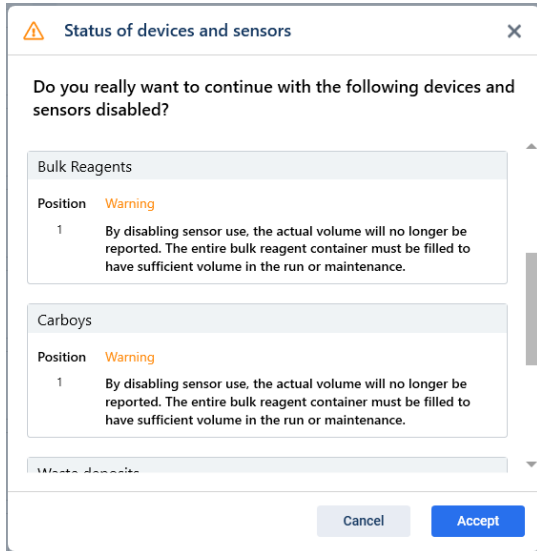 Status of devices and sensors
Do you really want to continue with the following devices and
sensors disabled?
Bulk Reagents
Position Warning
1 By disabling sensor use, the actual volume will no longer be
reported. The entire bulk reagent container must be filled to
have sufficient volume in the run or maintenance.
Carboys
Position Warning
1 By disabling sensor use, the actual volume will no longer be
reported. The entire bulk reagent container must be filled to
have sufficient volume in the run or maintenance.
Waste deposits
Cancel Accept